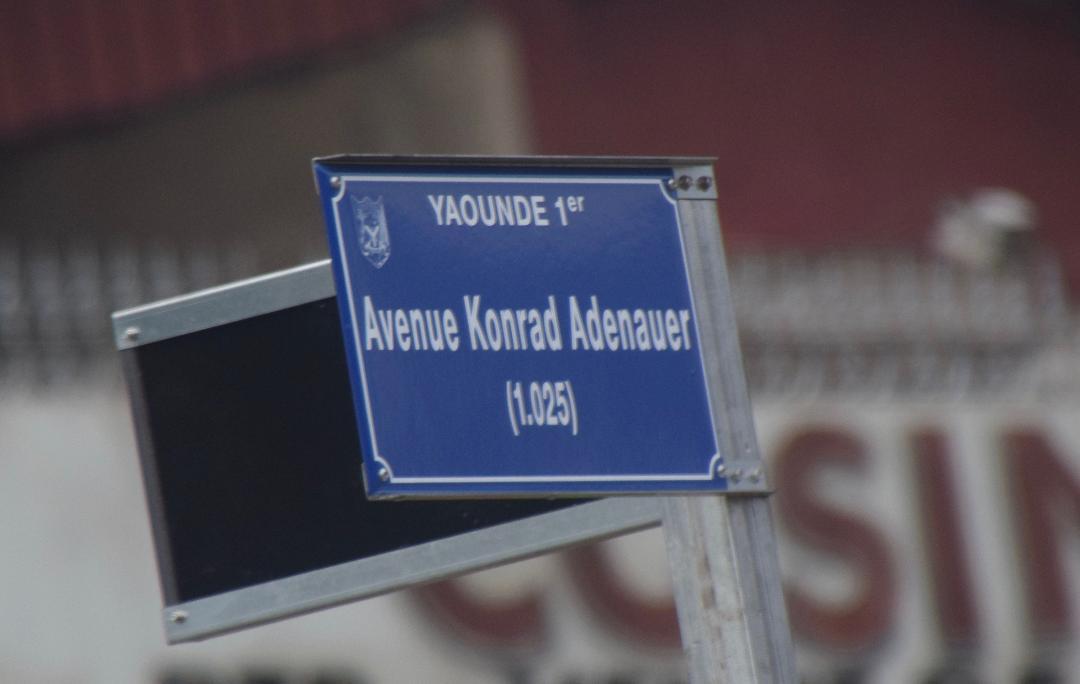 YAOUNDE 1er
Avenue Konrad Adenauer
(1.025)